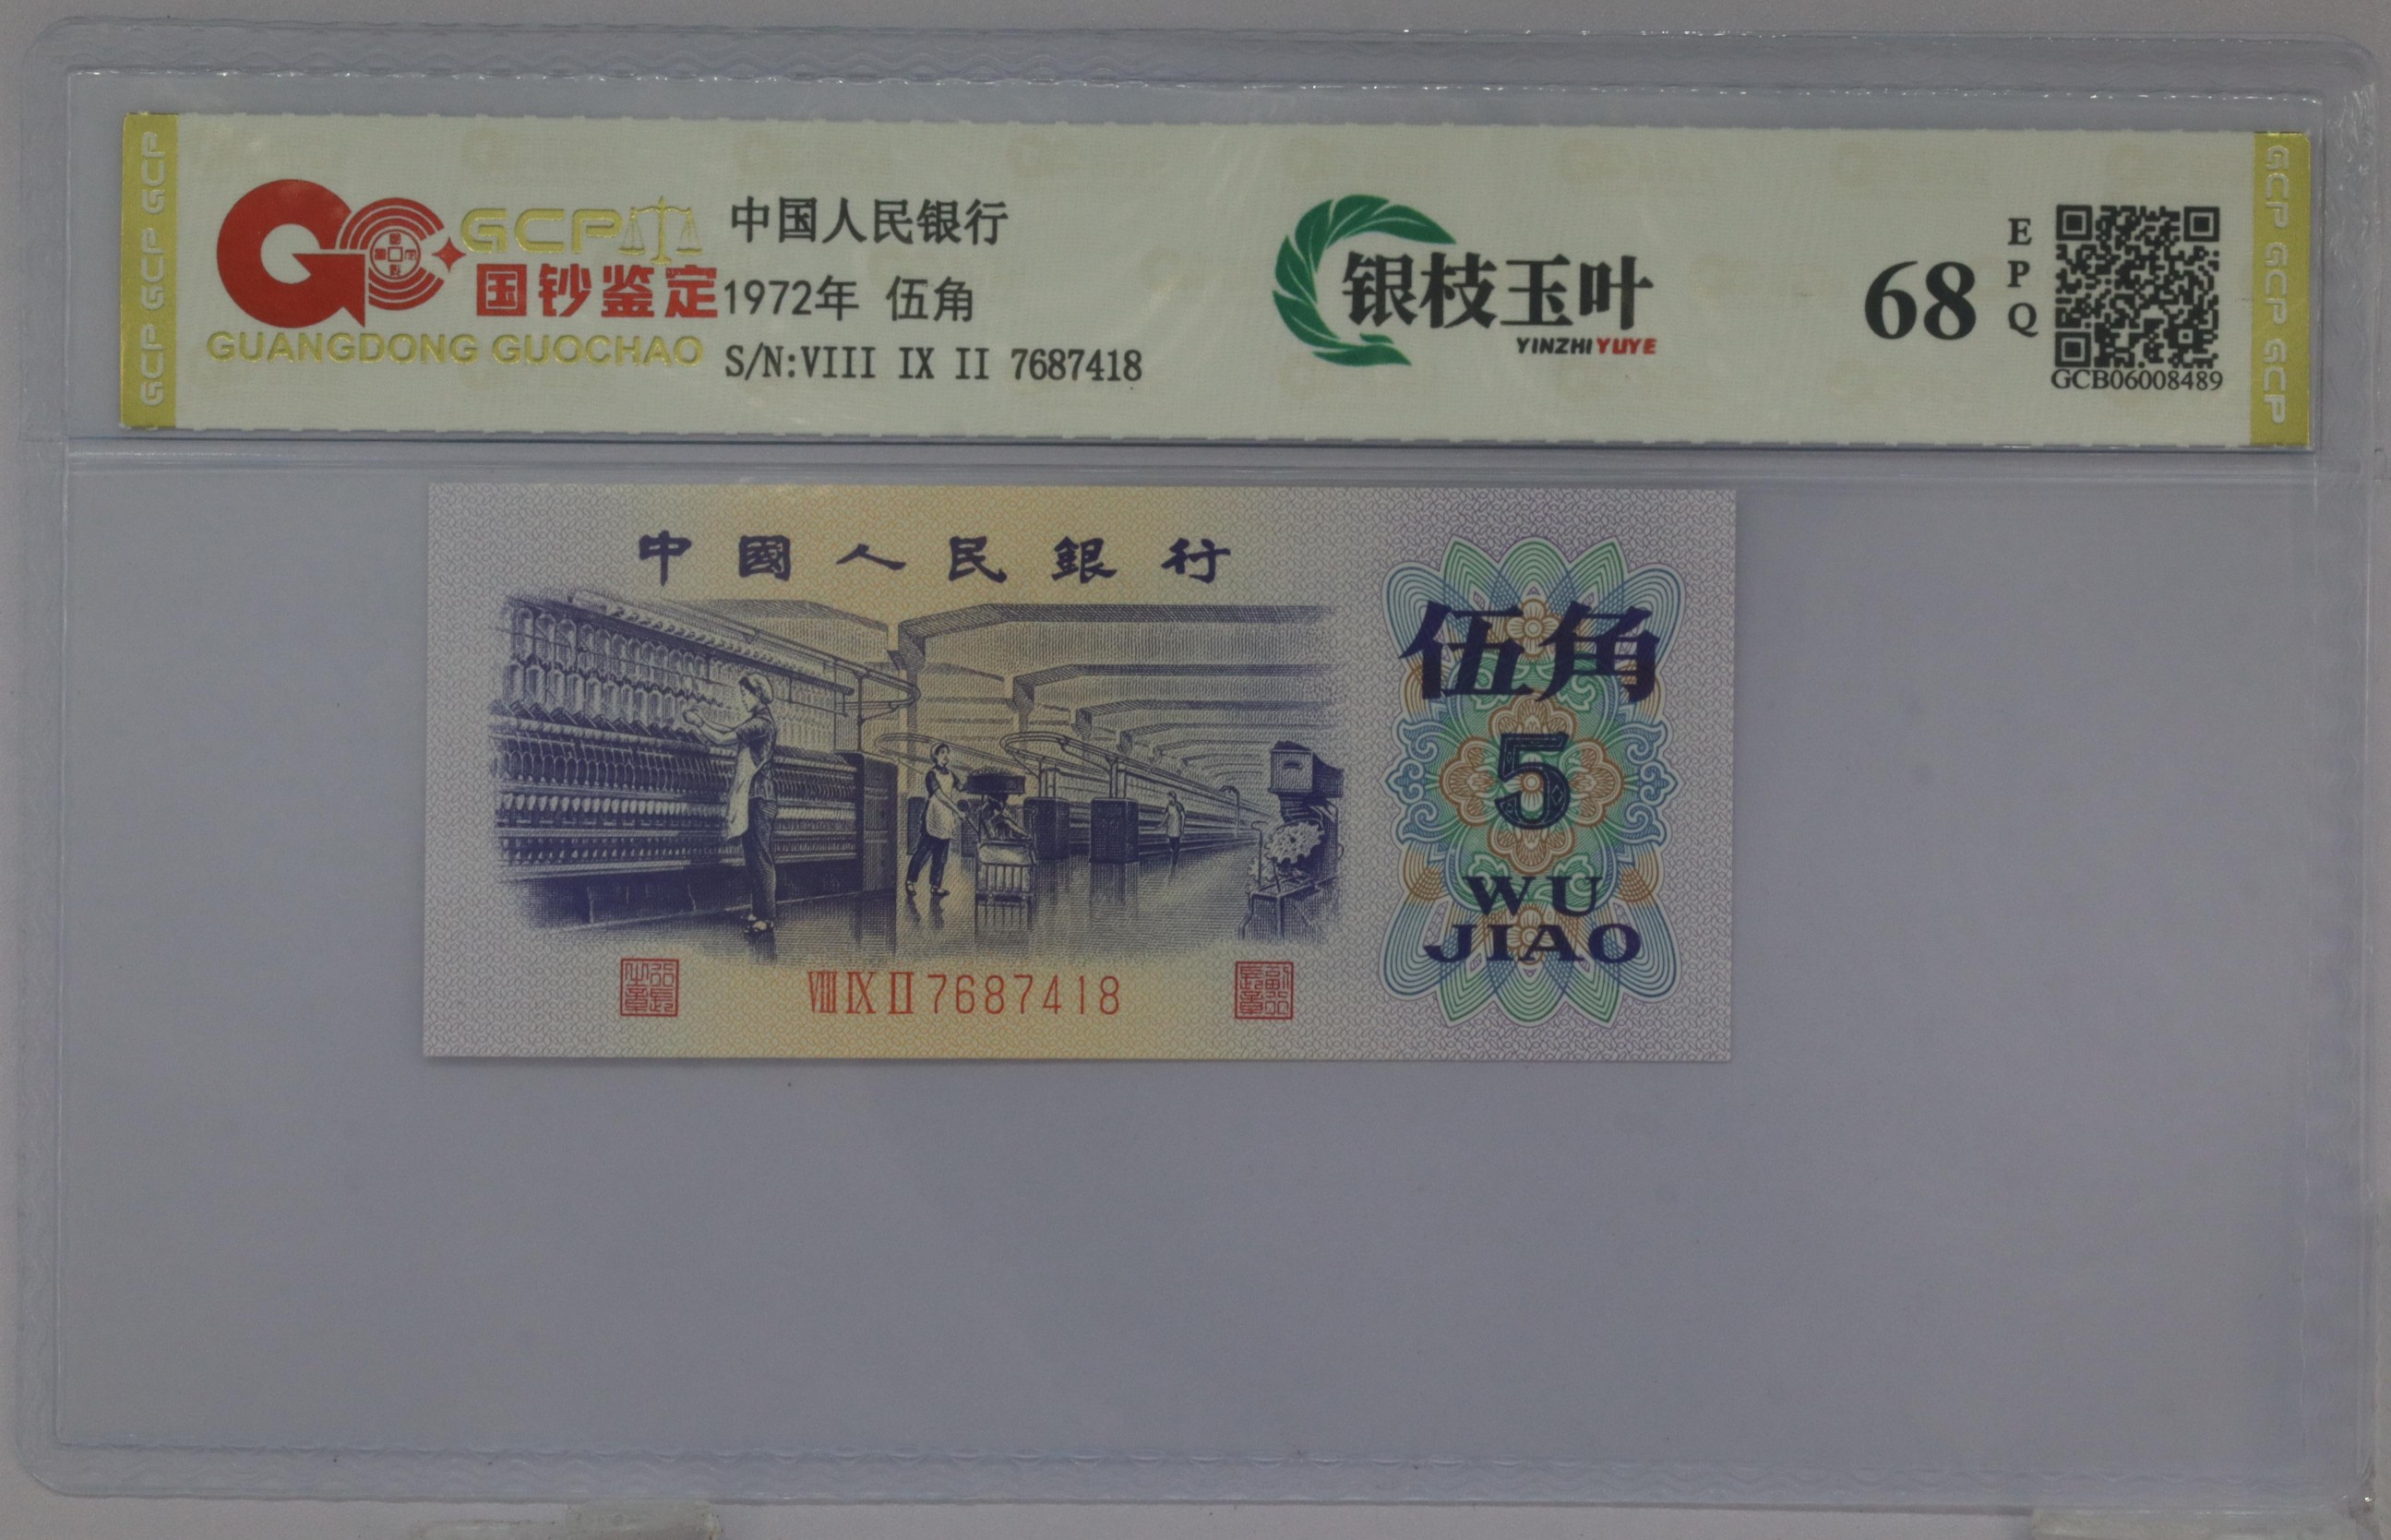 GCP GCP GCP
GCP
国钞鉴定
GUANGDONG GUOCHAO
中国人民银行
1972年 伍角
S/N:VIII IX II 7687418
银枝玉叶
YINZHIYUYE
68
EPQ
GCB06008489
GCP GCP GCP
中國人民銀行
伍角
5
WU
JIAO
VIII IX II 7687418